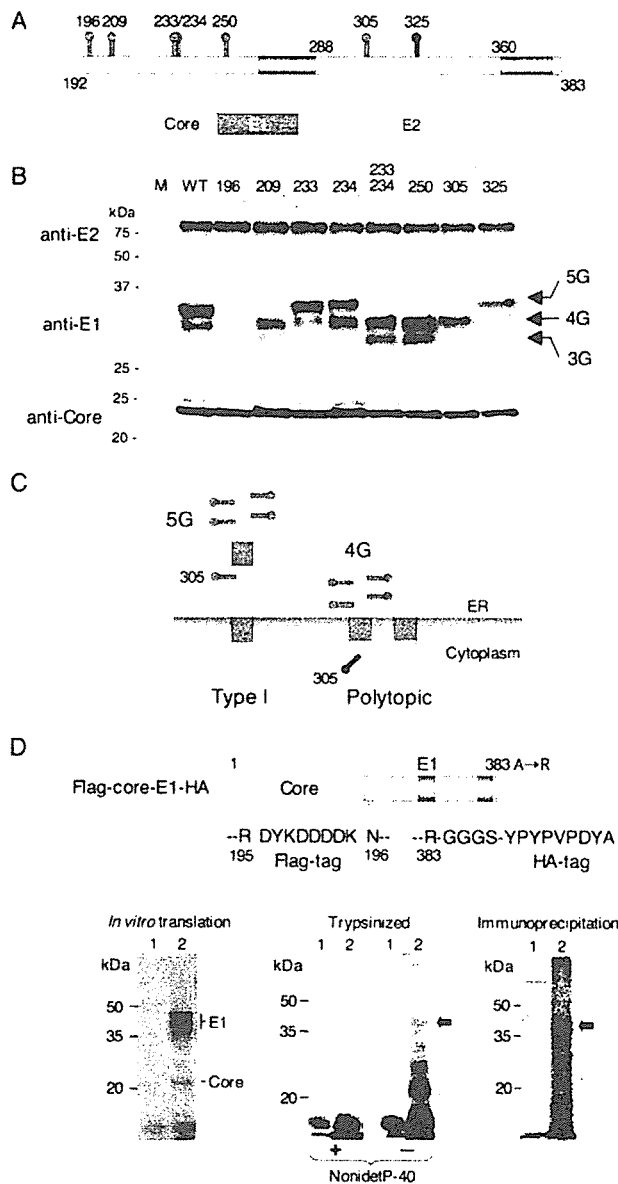 A
196 209 233/ 250 305 325
234
288 360
192 383
Core E2
B
M WT 196 209 233 234 233 250 305 325
234
kDa
anti-E2 75 -
50 -
37 -
anti-E1
25 -
25 -
anti-Core
20 -
5G
4G
3G
C
5G
4G
305
ER
Cytoplasm
305
Type I Polytopic
D
1 E1 383 A→R
Flag-core-E1-HA Core
--R DYKDDDDK N-- --R-GGGS-YPYPVPDYA
195 Flag-tag 196 383 HA-tag
In vitro translation Trypsinized Immunoprecipitation
1 2 1 2 1 2 1 2
kDa kDa kDa
50 - E1 50 - 50 -
35 - 35 - 35 -
20 - -Core 20 - 20 -
+ −
NonidetP-40